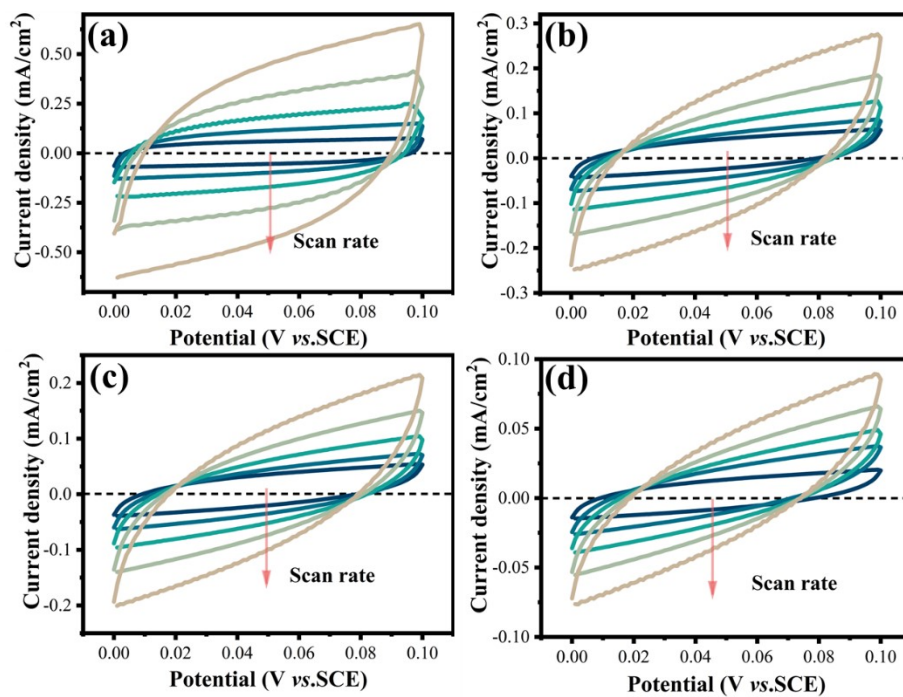 (a)
Current density (mA/cm²)
0.50
0.25
0.00
-0.25
-0.50
Scan rate
0.00 0.02 0.04 0.06 0.08 0.10
Potential (V vs.SCE)
(b)
Current density (mA/cm²)
0.3
0.2
0.1
0.0
-0.1
-0.2
-0.3
Scan rate
0.00 0.02 0.04 0.06 0.08 0.10
Potential (V vs.SCE)
(c)
Current density (mA/cm²)
0.2
0.1
0.0
-0.1
-0.2
Scan rate
0.00 0.02 0.04 0.06 0.08 0.10
Potential (V vs.SCE)
(d)
Current density (mA/cm²)
0.10
0.05
0.00
-0.05
-0.10
Scan rate
0.00 0.02 0.04 0.06 0.08 0.10
Potential (V vs.SCE)